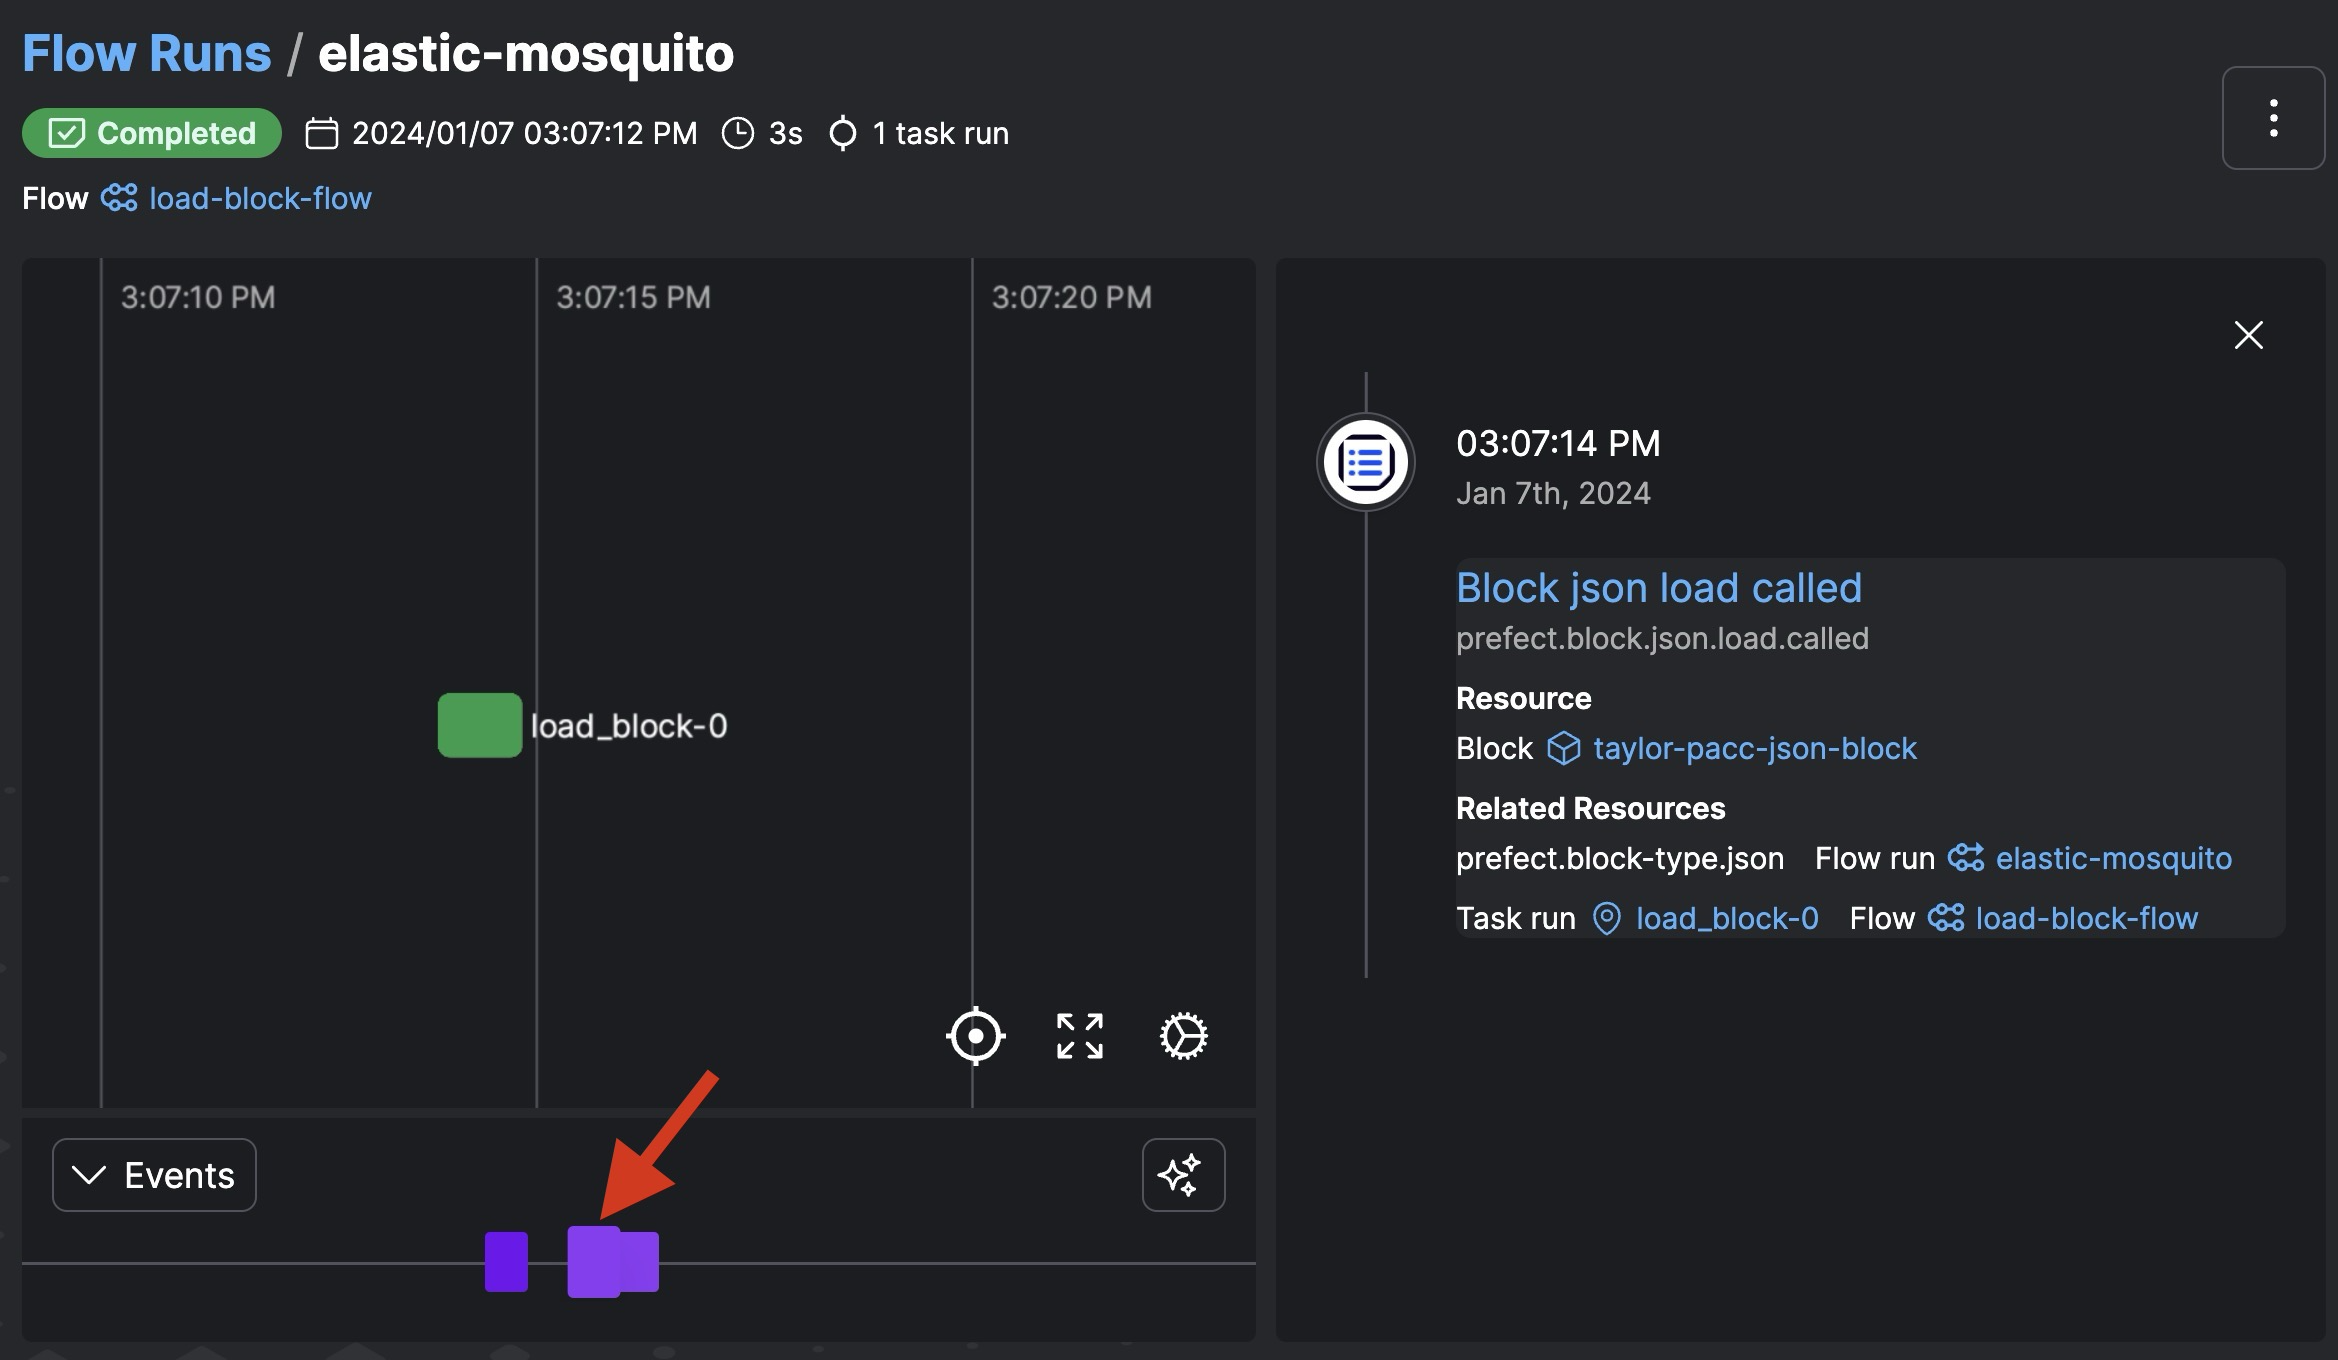 Flow Runs / elastic-mosquito
Completed 2024/01/07 03:07:12 PM 3s 1 task run
Flow load-block-flow
3:07:10 PM 3:07:15 PM 3:07:20 PM
load_block-0
Events
03:07:14 PM
Jan 7th, 2024
Block json load called
prefect.block.json.load.called
Resource
Block taylor-pacc-json-block
Related Resources
prefect.block-type.json Flow run elastic-mosquito
Task run load_block-0 Flow load-block-flow